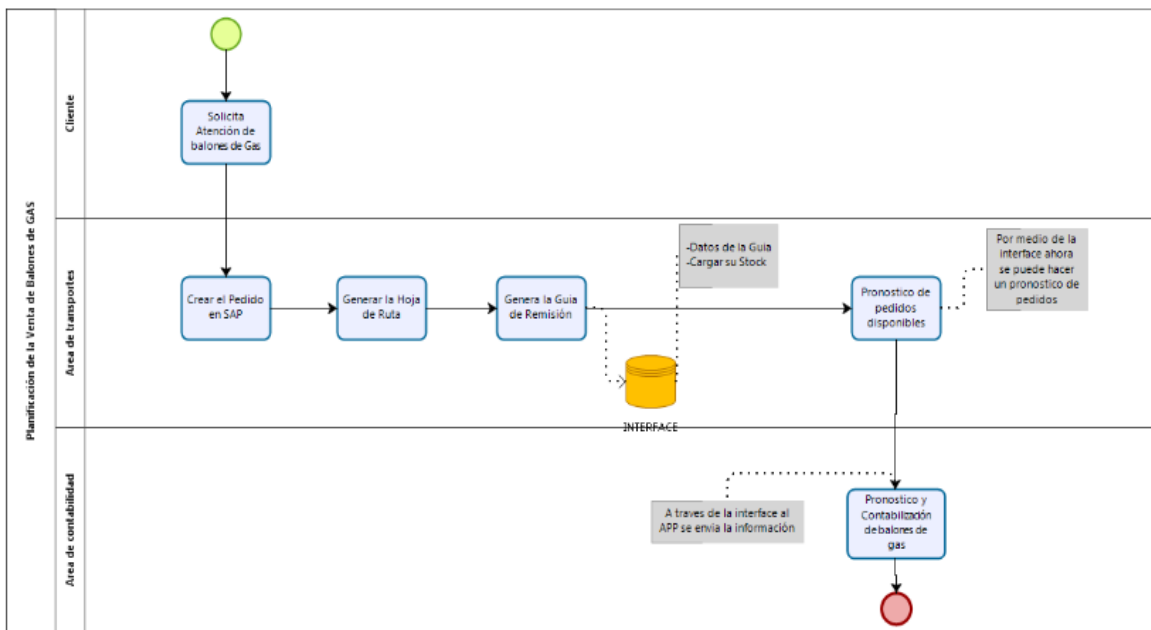 Planificación de la Venta de Balones de GAS
Cliente
Solicita
Atención de
balones de Gas
Area de transportes
Crear el Pedido
en SAP
Generar la Hoja
de Ruta
Genera la Guia
de Remisión
-Datos de la Guia
-Cargar su Stock
INTERFACE
Pronostico de
pedidos
disponibles
Por medio de la
interface ahora
se puede hacer
un pronostico de
pedidos
Area de contabilidad
A traves de la interface al
APP se envia la información
Pronostico y
Contabilización
de balones de
gas